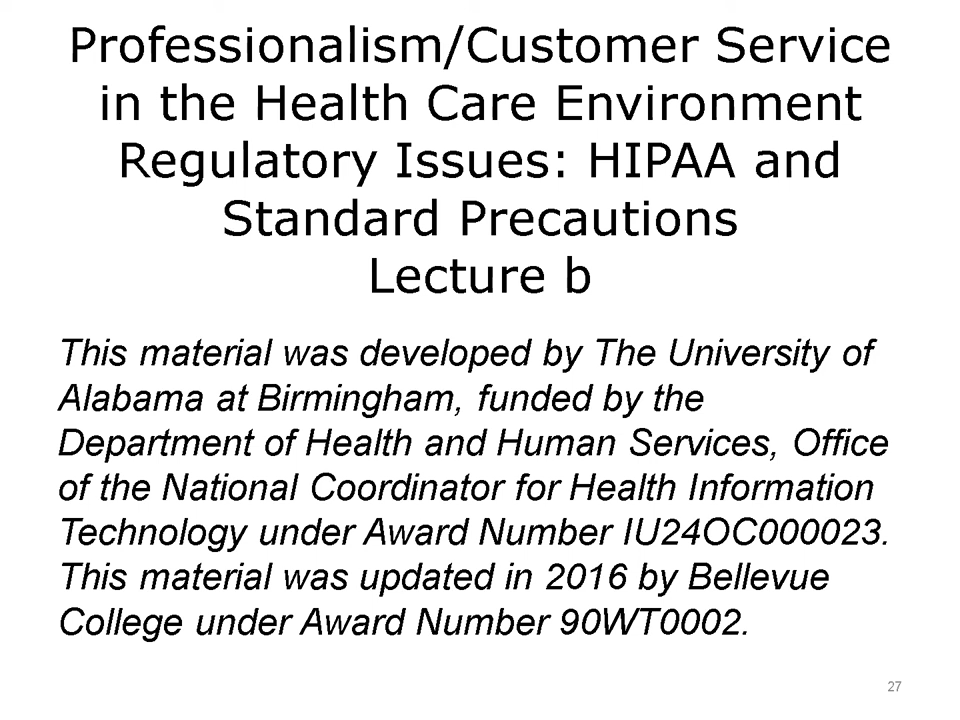 Professionalism/Customer Service
in the Health Care Environment
Regulatory Issues: HIPAA and
Standard Precautions
Lecture b
This material was developed by The University of
Alabama at Birmingham, funded by the
Department of Health and Human Services, Office
of the National Coordinator for Health Information
Technology under Award Number IU24OC000023.
This material was updated in 2016 by Bellevue
College under Award Number 90WT0002.
27